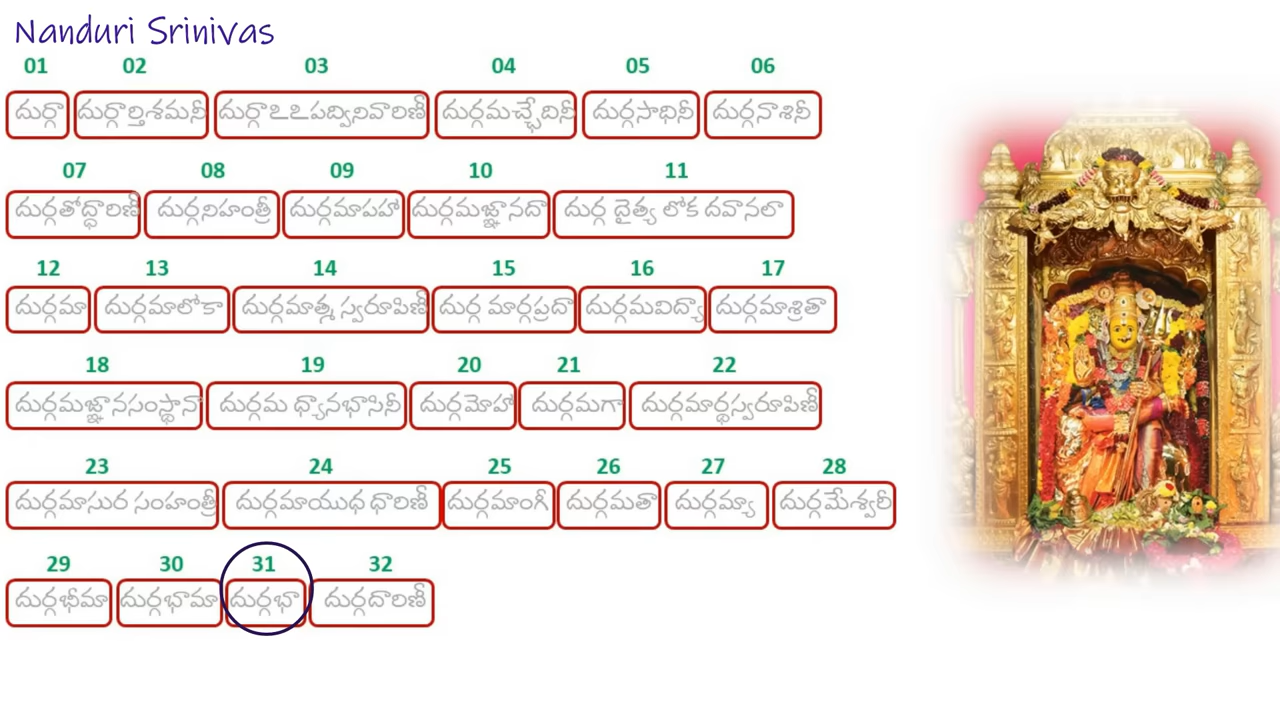 Nanduri Srinivas
01 02 03 04 05 06
దుర్గా దుర్గార్తిశమనీ దుర్గాఽఽపద్వినివారిణీ దుర్గమచ్ఛేదినీ దుర్గసాధినీ దుర్గనాశినీ
07 08 09 10 11
దుర్గతోద్ధారిణీ దుర్గనిహంత్రీ దుర్గమాపహా దుర్గమజ్ఞానదా దుర్గ దైత్య లోక దవానలా
12 13 14 15 16 17
దుర్గమా దుర్గమాలోకా దుర్గమాత్మ స్వరూపిణీ దుర్గ మార్గప్రదా దుర్గమవిద్యా దుర్గమాశ్రితా
18 19 20 21 22
దుర్గమజ్ఞానసంస్థానా దుర్గమ ధ్యానభాసినీ దుర్గమోహా దుర్గమగా దుర్గమార్థస్వరూపిణీ
23 24 25 26 27 28
దుర్గమాసుర సంహంత్రీ దుర్గమాయుధ ధారిణీ దుర్గమాంగీ దుర్గమతా దుర్గమ్యా దుర్గమేశ్వరీ
29 30 31 32
దుర్గభీమా దుర్గభామా దుర్గభా దుర్గదారిణీ